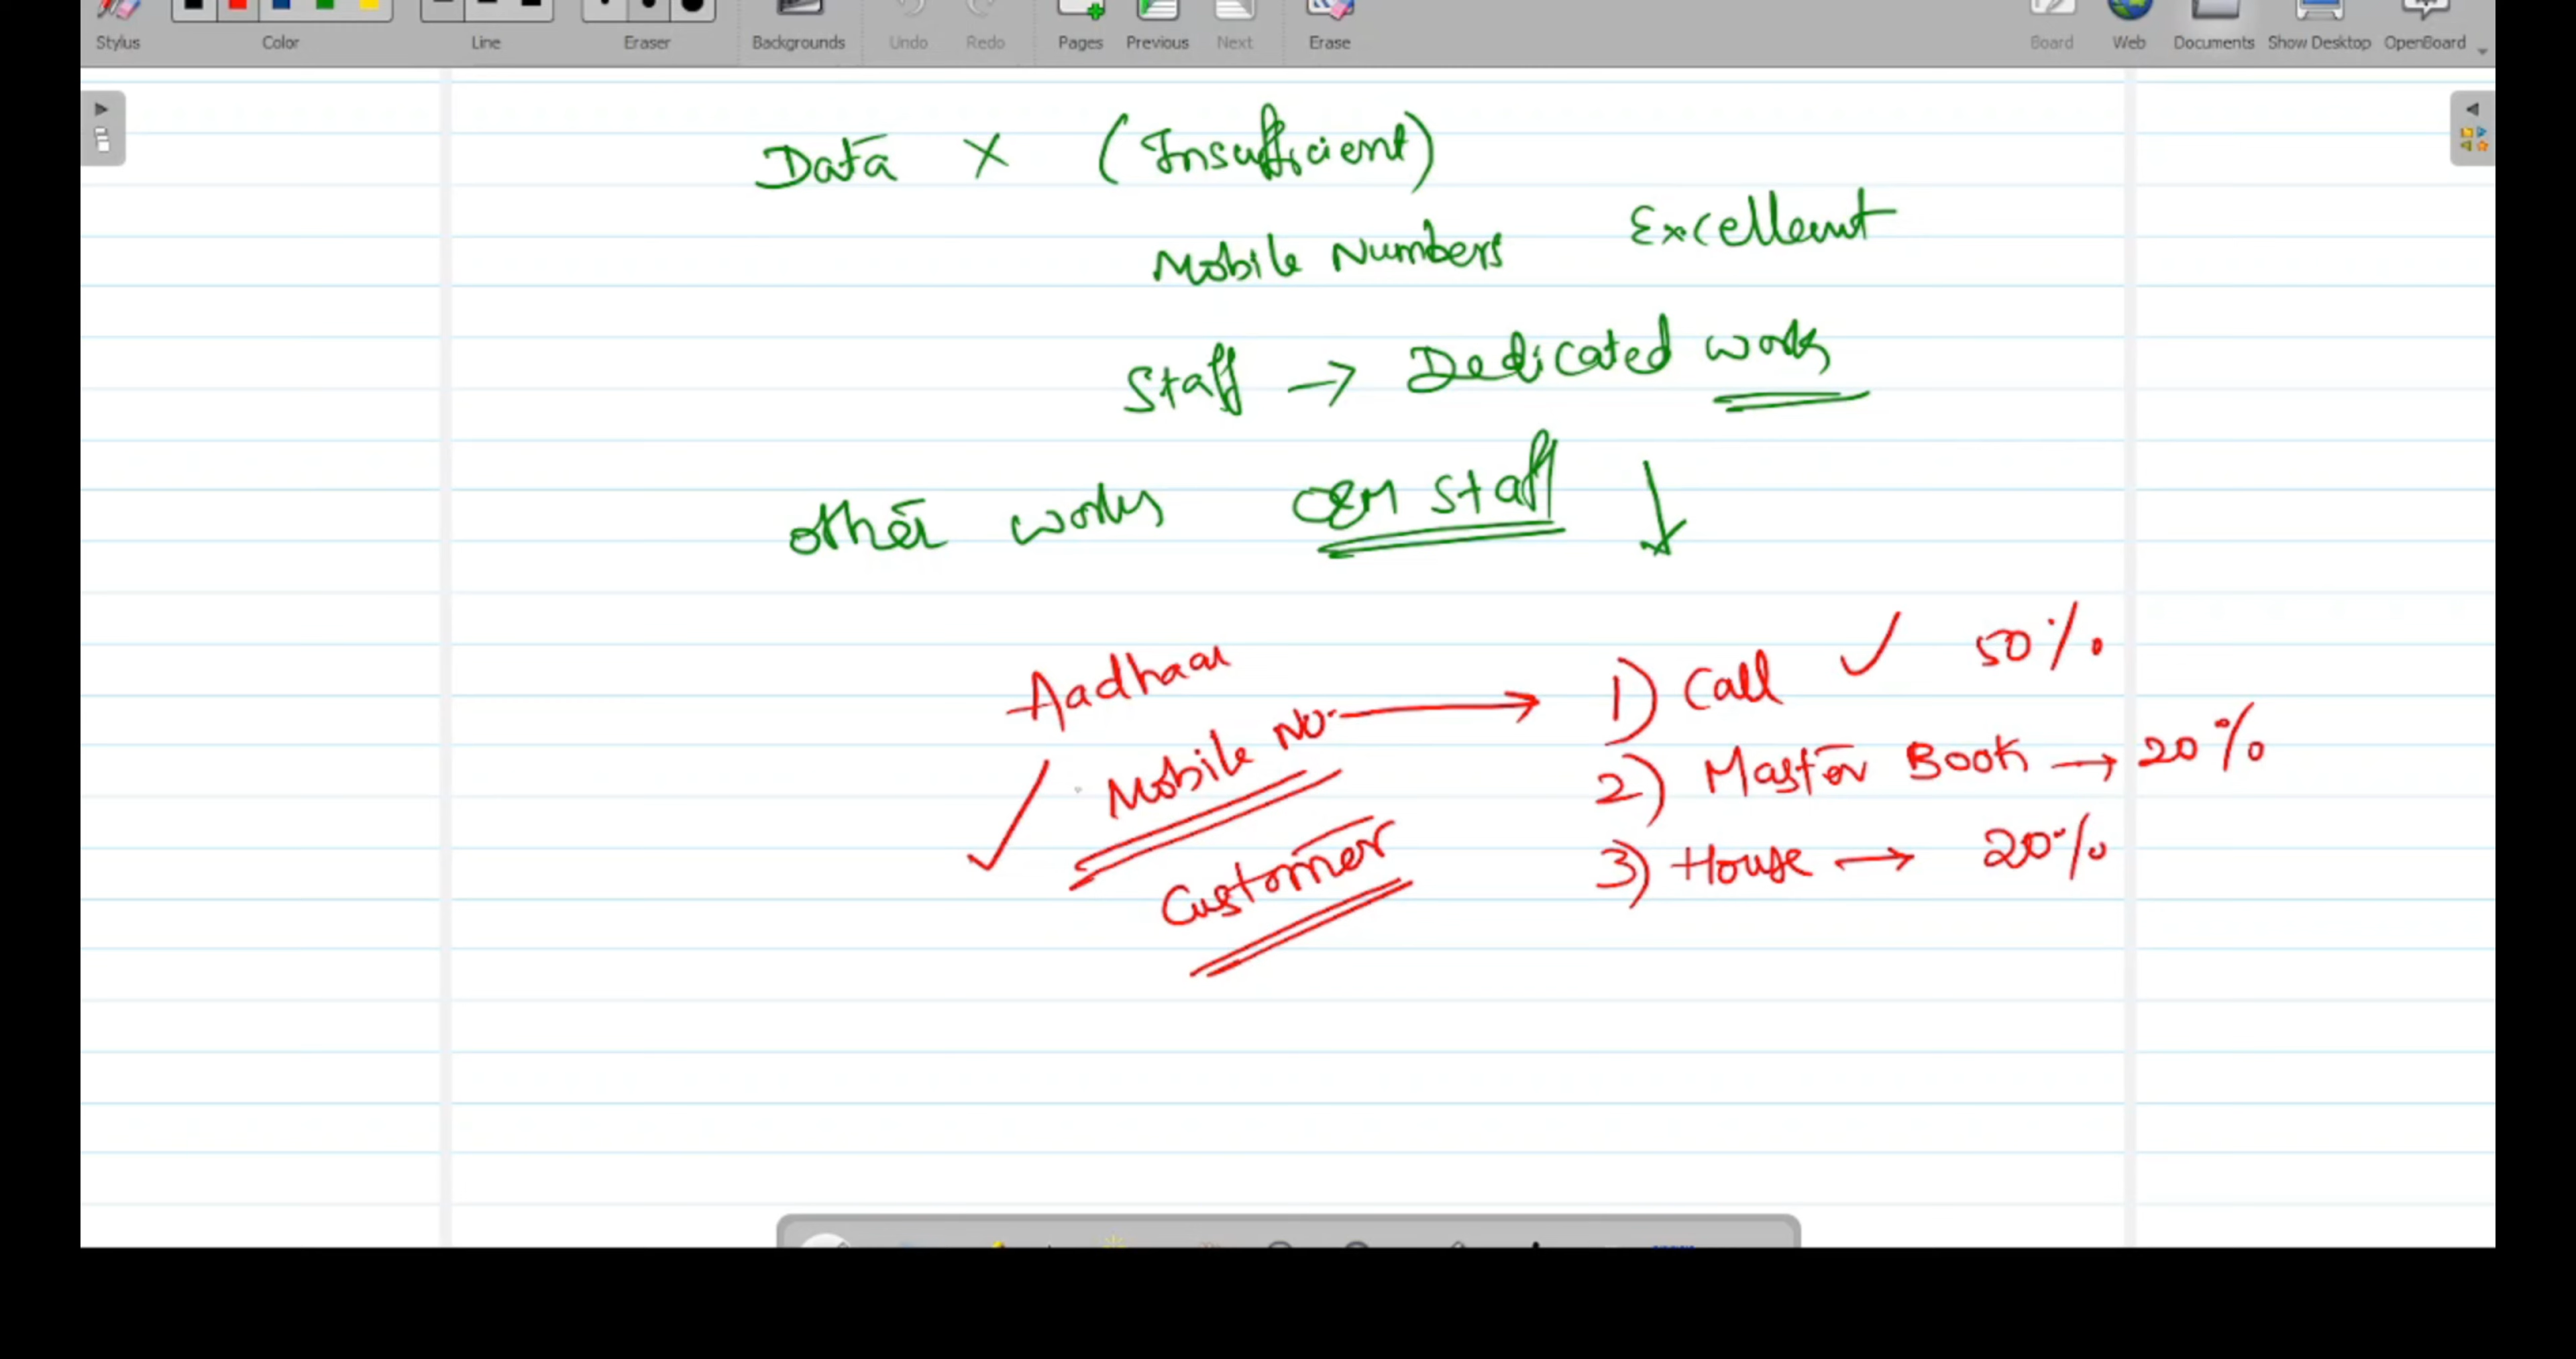 Stylus Color Line Eraser Backgrounds Undo Redo Pages Previous Next Erase Board Web Documents Show Desktop OpenBoard
Data X (Insufficient)
Mobile Numbers Excellent
Staff → Dedicated work
other works O&M Staff ↓
Aadhaar
Mobile No. → 1) Call ✓ 50%
✓ 2) Master Book → 20%
Customer 3) House → 20%